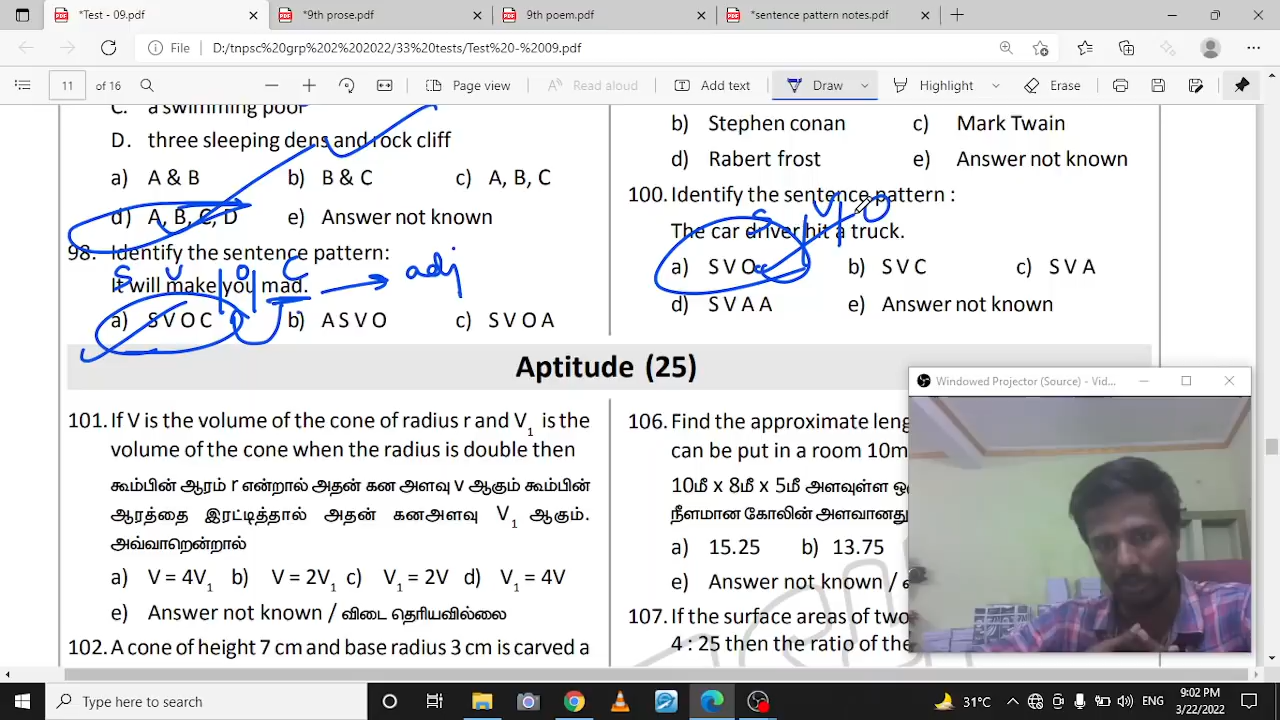 *Test - 09.pdf
*9th prose.pdf
9th poem.pdf
*sentence pattern notes.pdf
File
D:/tnpsc%20grp%202%202022/33%20tests/Test%20-%2009.pdf
11 of 16
Page view
Read aloud
Add text
Draw
Highlight
Erase
C. a swimming pool
D. three sleeping dens and rock cliff
a) A & B b) B & C c) A, B, C
d) A, B, C, D e) Answer not known
98. Identify the sentence pattern:
S V O C adj
It will make you mad.
a) S V O C b) A S V O c) S V O A
b) Stephen conan c) Mark Twain
d) Rabert frost e) Answer not known
100. Identify the sentence pattern :
S V O
The car driver hit a truck.
a) S V O b) S V C c) S V A
d) S V A A e) Answer not known
Aptitude (25)
101. If V is the volume of the cone of radius r and V1 is the
volume of the cone when the radius is double then
கூம்பின் ஆரம் r என்றால் அதன் கன அளவு v ஆகும் கூம்பின்
ஆரத்தை இரட்டித்தால் அதன் கனஅளவு V1 ஆகும்.
அவ்வாறென்றால்
a) V = 4V1 b) V = 2V1 c) V1 = 2V d) V1 = 4V
e) Answer not known / விடை தெரியவில்லை
102. A cone of height 7 cm and base radius 3 cm is carved a
106. Find the approximate leng
can be put in a room 10m
10மீ x 8மீ x 5மீ அளவுள்ள ஒ
நீளமான கோலின் அளவானது
a) 15.25 b) 13.75
e) Answer not known /
107. If the surface areas of two
4 : 25 then the ratio of the
Windowed Projector (Source) - Vid...
Type here to search
31°C
ENG
9:02 PM
3/22/2022